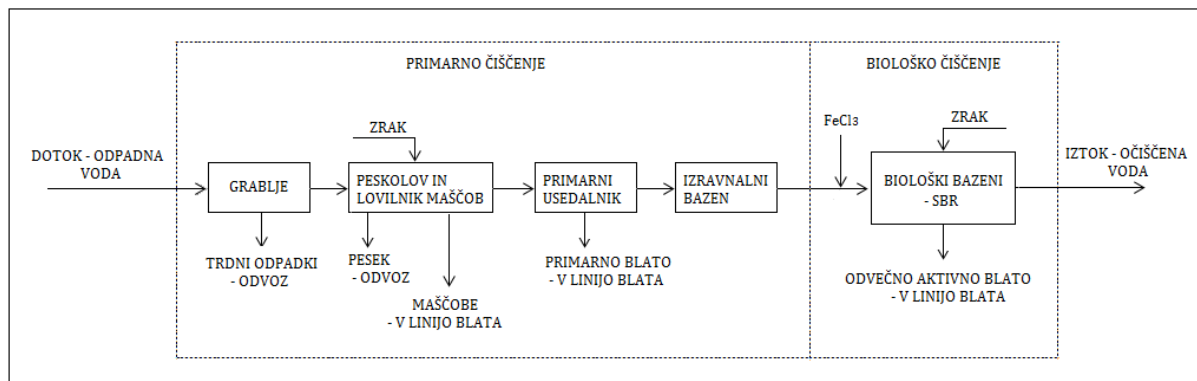 PRIMARNO ČIŠČENJE
BIOLOŠKO ČIŠČENJE
DOTOK - ODPADNA
VODA
GRABLJE
TRDNI ODPADKI
- ODVOZ
ZRAK
PESKOLOV IN
LOVILNIK MAŠČOB
PESEK
- ODVOZ
MAŠČOBE
- V LINIJO BLATA
PRIMARNI
USEDALNIK
PRIMARNO BLATO
- V LINIJO BLATA
IZRAVNALNI
BAZEN
FeCl3
ZRAK
BIOLOŠKI BAZENI
- SBR
ODVEČNO AKTIVNO BLATO
- V LINIJO BLATA
IZTOK - OČIŠČENA
VODA